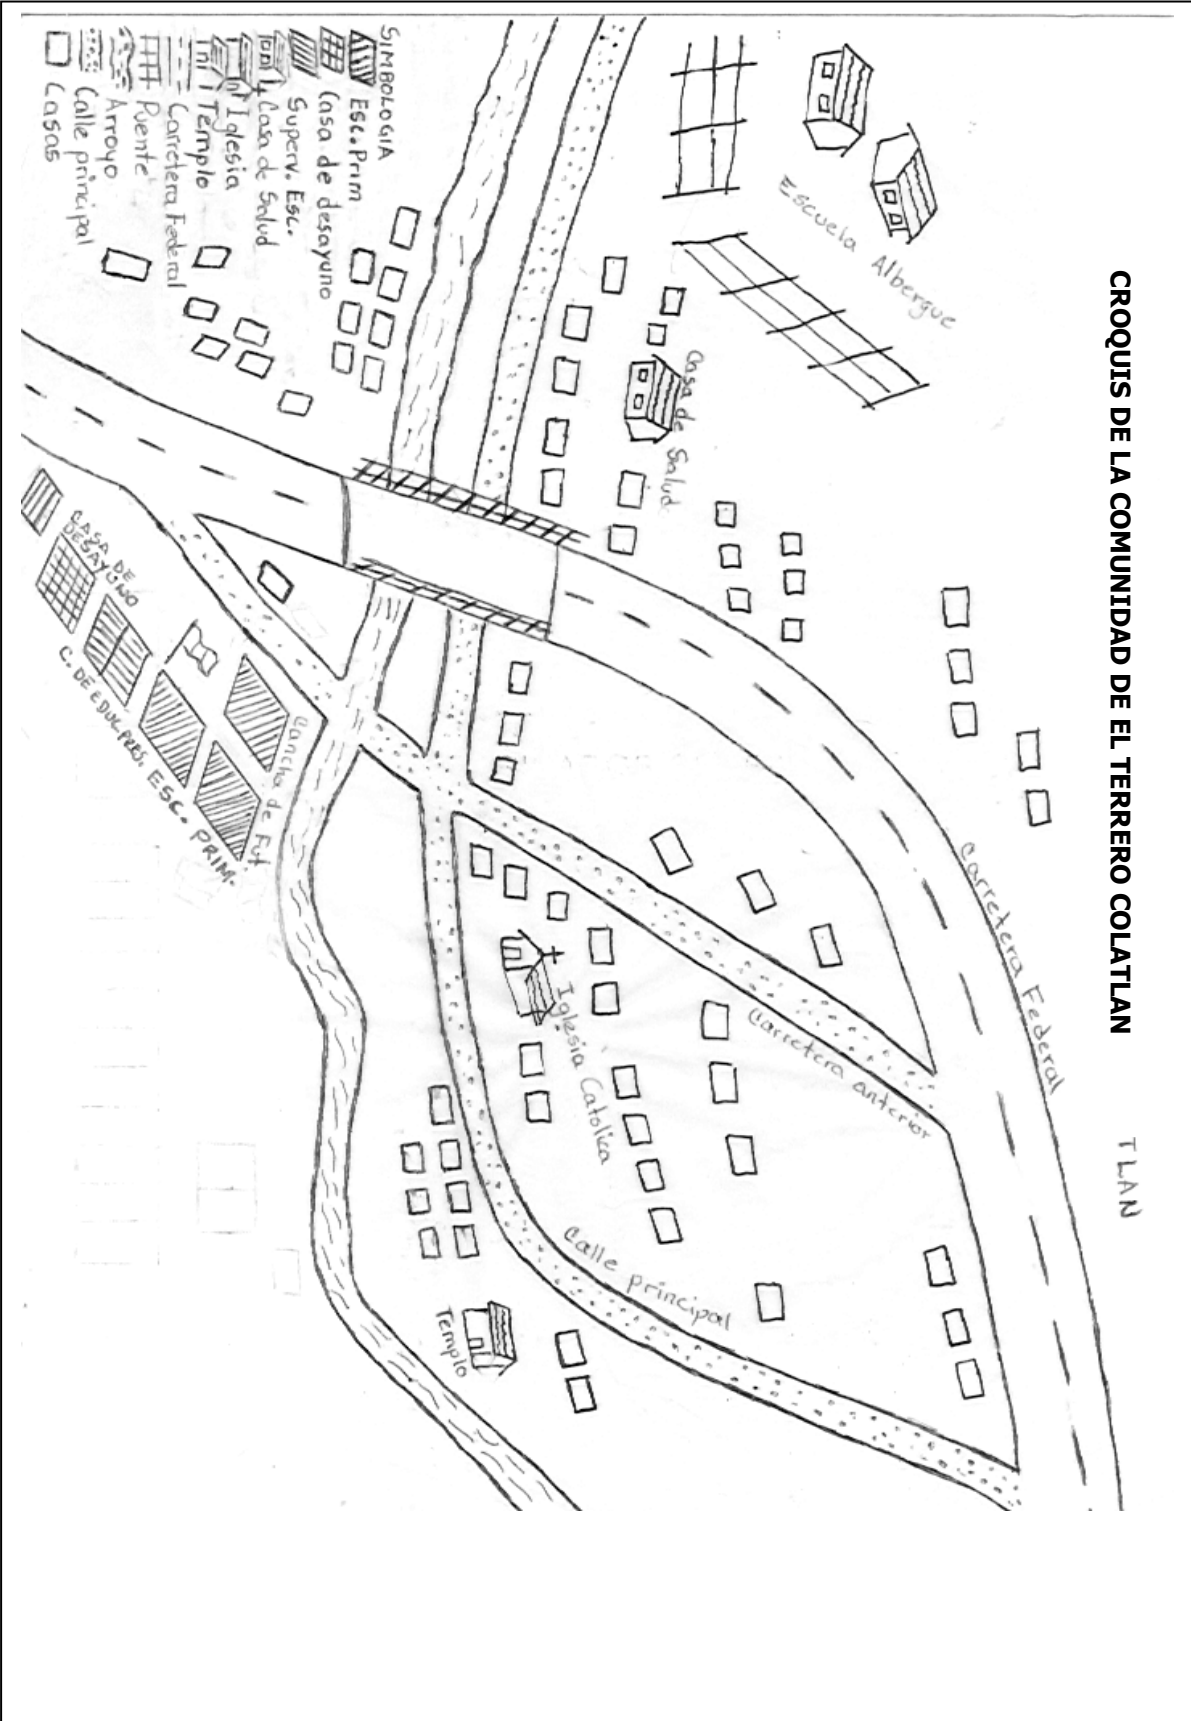 CROQUIS DE LA COMUNIDAD DE EL TERRERO COLATLAN
TLAN
Carretera Federal
Escuela Albergue
Casa de Salud
Carretera anterior
Iglesia Catolica
Calle principal
Templo
Cancha de Fut
CASA DE
DESAYUNO
C. DE EDUC. PRES. ESC. PRIM.
SIMBOLOGIA
Esc. Prim
Casa de desayuno
Superv. Esc.
Casa de Salud
Iglesia
Templo
Carretera Federal
Puente
Arroyo
Calle principal
Casas